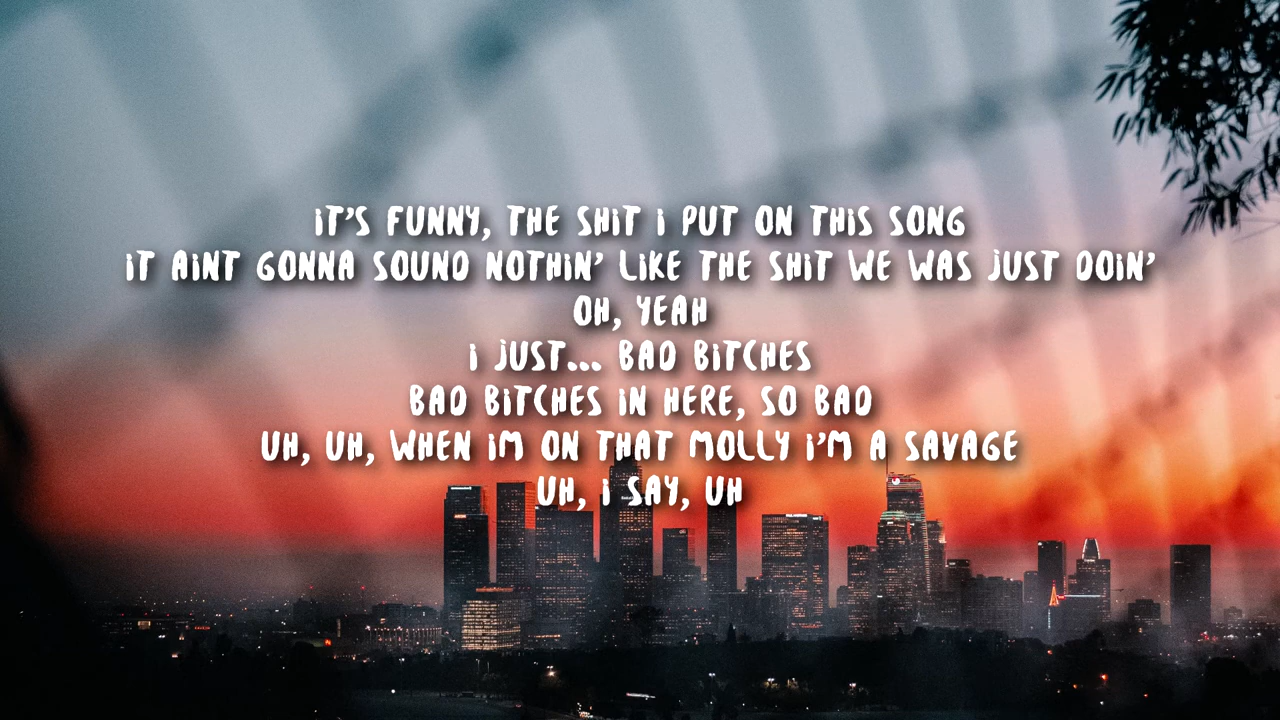 iT'S FUNNY, THE SHiT i PUT ON THiS SONG
iT AiNT GONNA SOUND NOTHiN' LiKE THE SHiT WE WAS JUST DOiN'
OH, YEAH
i JUST... BAD BiTCHES
BAD BiTCHES iN HERE, SO BAD
UH, UH, WHEN iM ON THAT MOLLY i'M A SAVAGE
UH, i SAY, UH